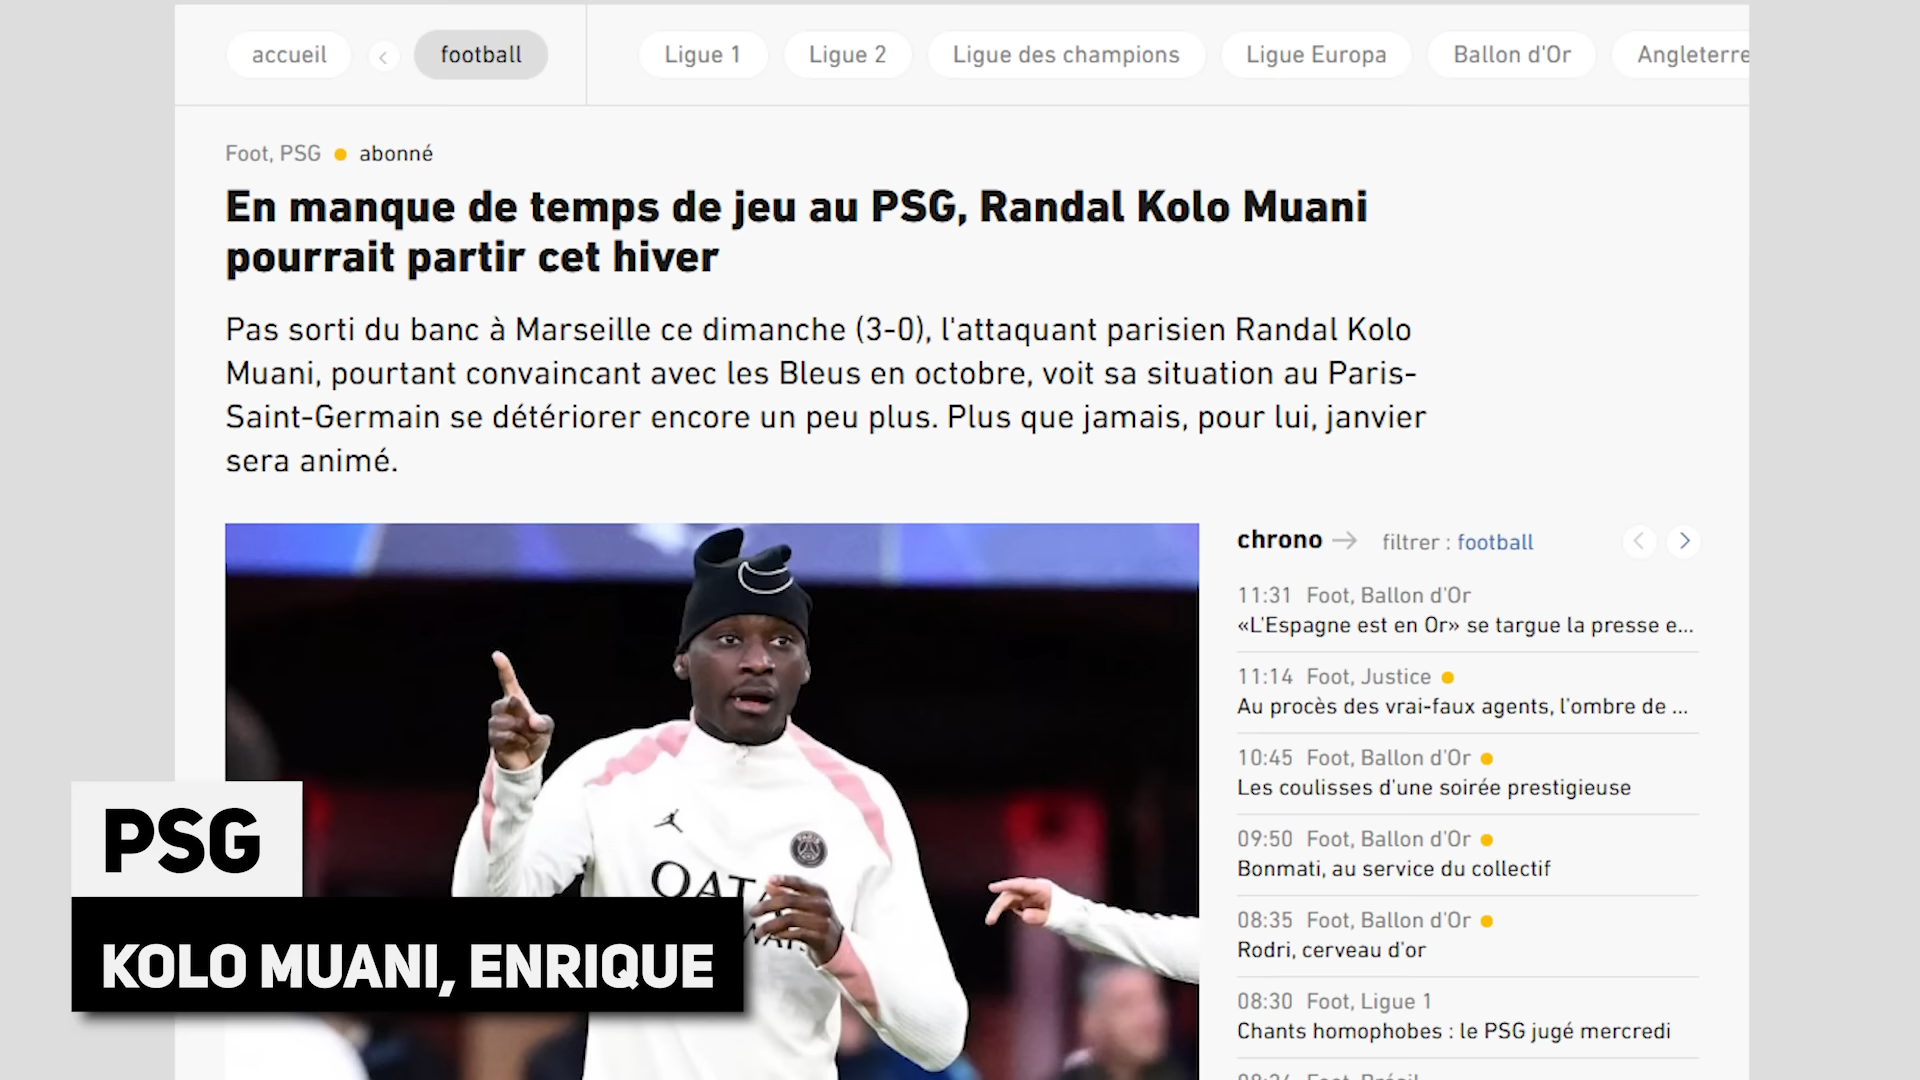 accueil
football
Ligue 1
Ligue 2
Ligue des champions
Ligue Europa
Ballon d'Or
Angleterre
Foot, PSG abonné
En manque de temps de jeu au PSG, Randal Kolo Muani
pourrait partir cet hiver
Pas sorti du banc à Marseille ce dimanche (3-0), l'attaquant parisien Randal Kolo
Muani, pourtant convaincant avec les Bleus en octobre, voit sa situation au Paris-
Saint-Germain se détériorer encore un peu plus. Plus que jamais, pour lui, janvier
sera animé.
chrono → filtrer : football
11:31 Foot, Ballon d'Or
«L'Espagne est en Or» se targue la presse e...
11:14 Foot, Justice
Au procès des vrai-faux agents, l'ombre de ...
10:45 Foot, Ballon d'Or
Les coulisses d'une soirée prestigieuse
09:50 Foot, Ballon d'Or
Bonmati, au service du collectif
08:35 Foot, Ballon d'Or
Rodri, cerveau d'or
08:30 Foot, Ligue 1
Chants homophobes : le PSG jugé mercredi
PSG
KOLO MUANI, ENRIQUE